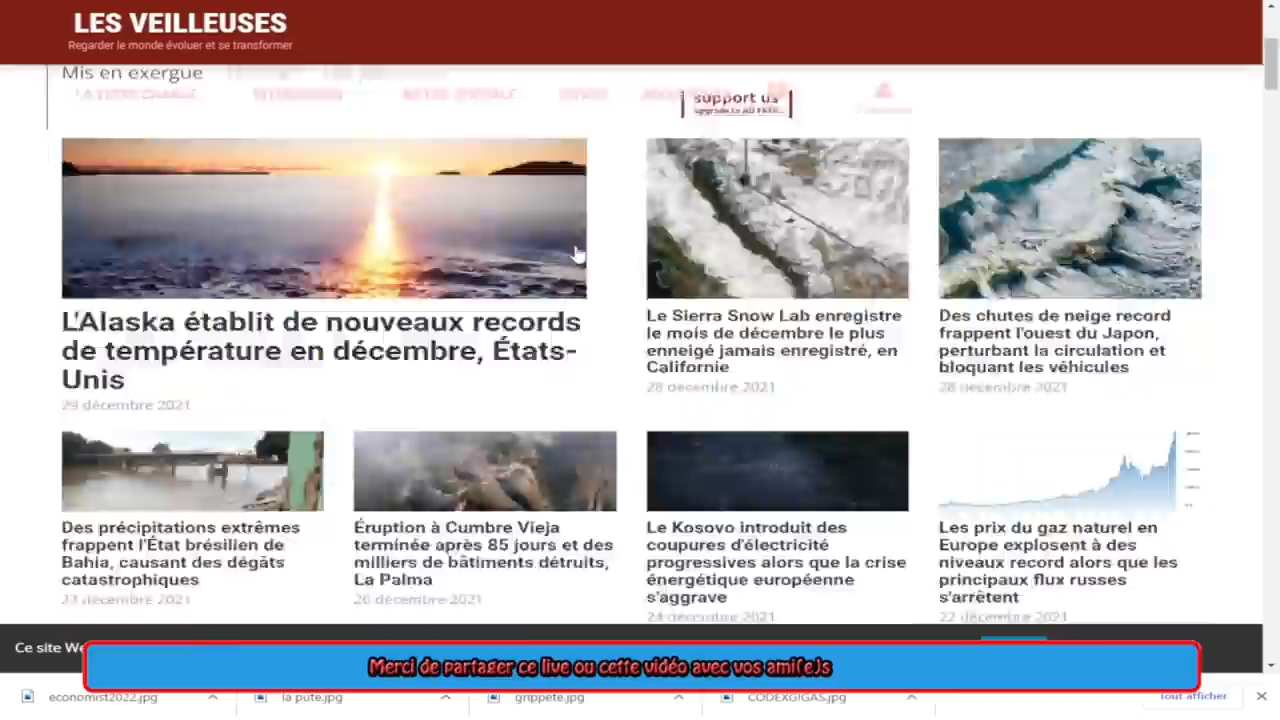 LES VEILLEUSES
Regarder le monde évoluer et se transformer
Mis en exergue
support us
L'Alaska établit de nouveaux records
de température en décembre, États-
Unis
29 décembre 2021
Le Sierra Snow Lab enregistre
le mois de décembre le plus
enneigé jamais enregistré, en
Californie
28 décembre 2021
Des chutes de neige record
frappent l'ouest du Japon,
perturbant la circulation et
bloquant les véhicules
28 décembre 2021
Des précipitations extrêmes
frappent l'État brésilien de
Bahia, causant des dégâts
catastrophiques
27 décembre 2021
Éruption à Cumbre Vieja
terminée après 85 jours et des
milliers de bâtiments détruits,
La Palma
26 décembre 2021
Le Kosovo introduit des
coupures d'électricité
progressives alors que la crise
énergétique européenne
s'aggrave
24 décembre 2021
Les prix du gaz naturel en
Europe explosent à des
niveaux record alors que les
principaux flux russes
s'arrêtent
22 décembre 2021
Ce site We
Merci de partager ce live ou cette vidéo avec vos ami(e)s
economist2022.jpg
la pute.jpg
grippete.jpg
CODEXGIGAS.jpg
Tout afficher